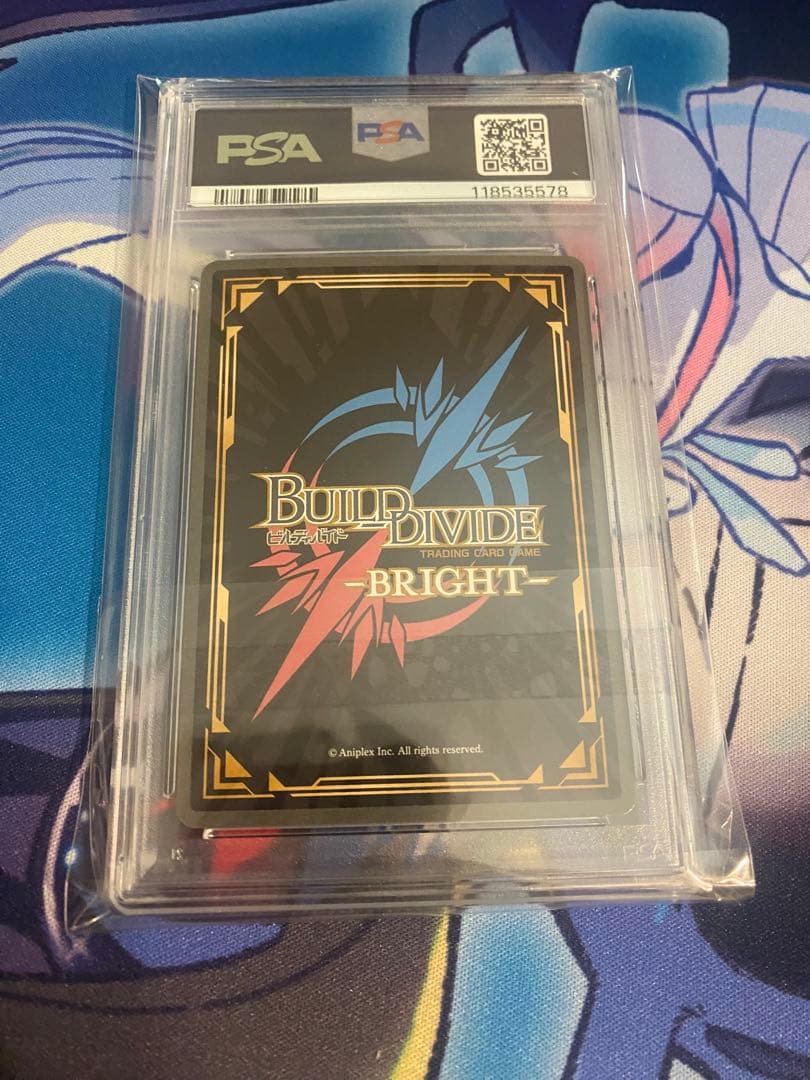 PSA
PSA
118535578
BUILD DIVIDE
ビルディバイド
TRADING CARD GAME
-BRIGHT-
© Aniplex Inc. All rights reserved.